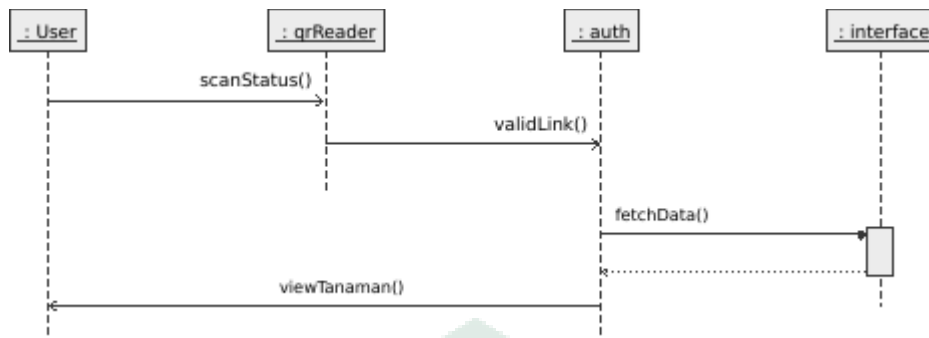 : User
: qrReader
: auth
: interface
scanStatus()
validLink()
fetchData()
viewTanaman()